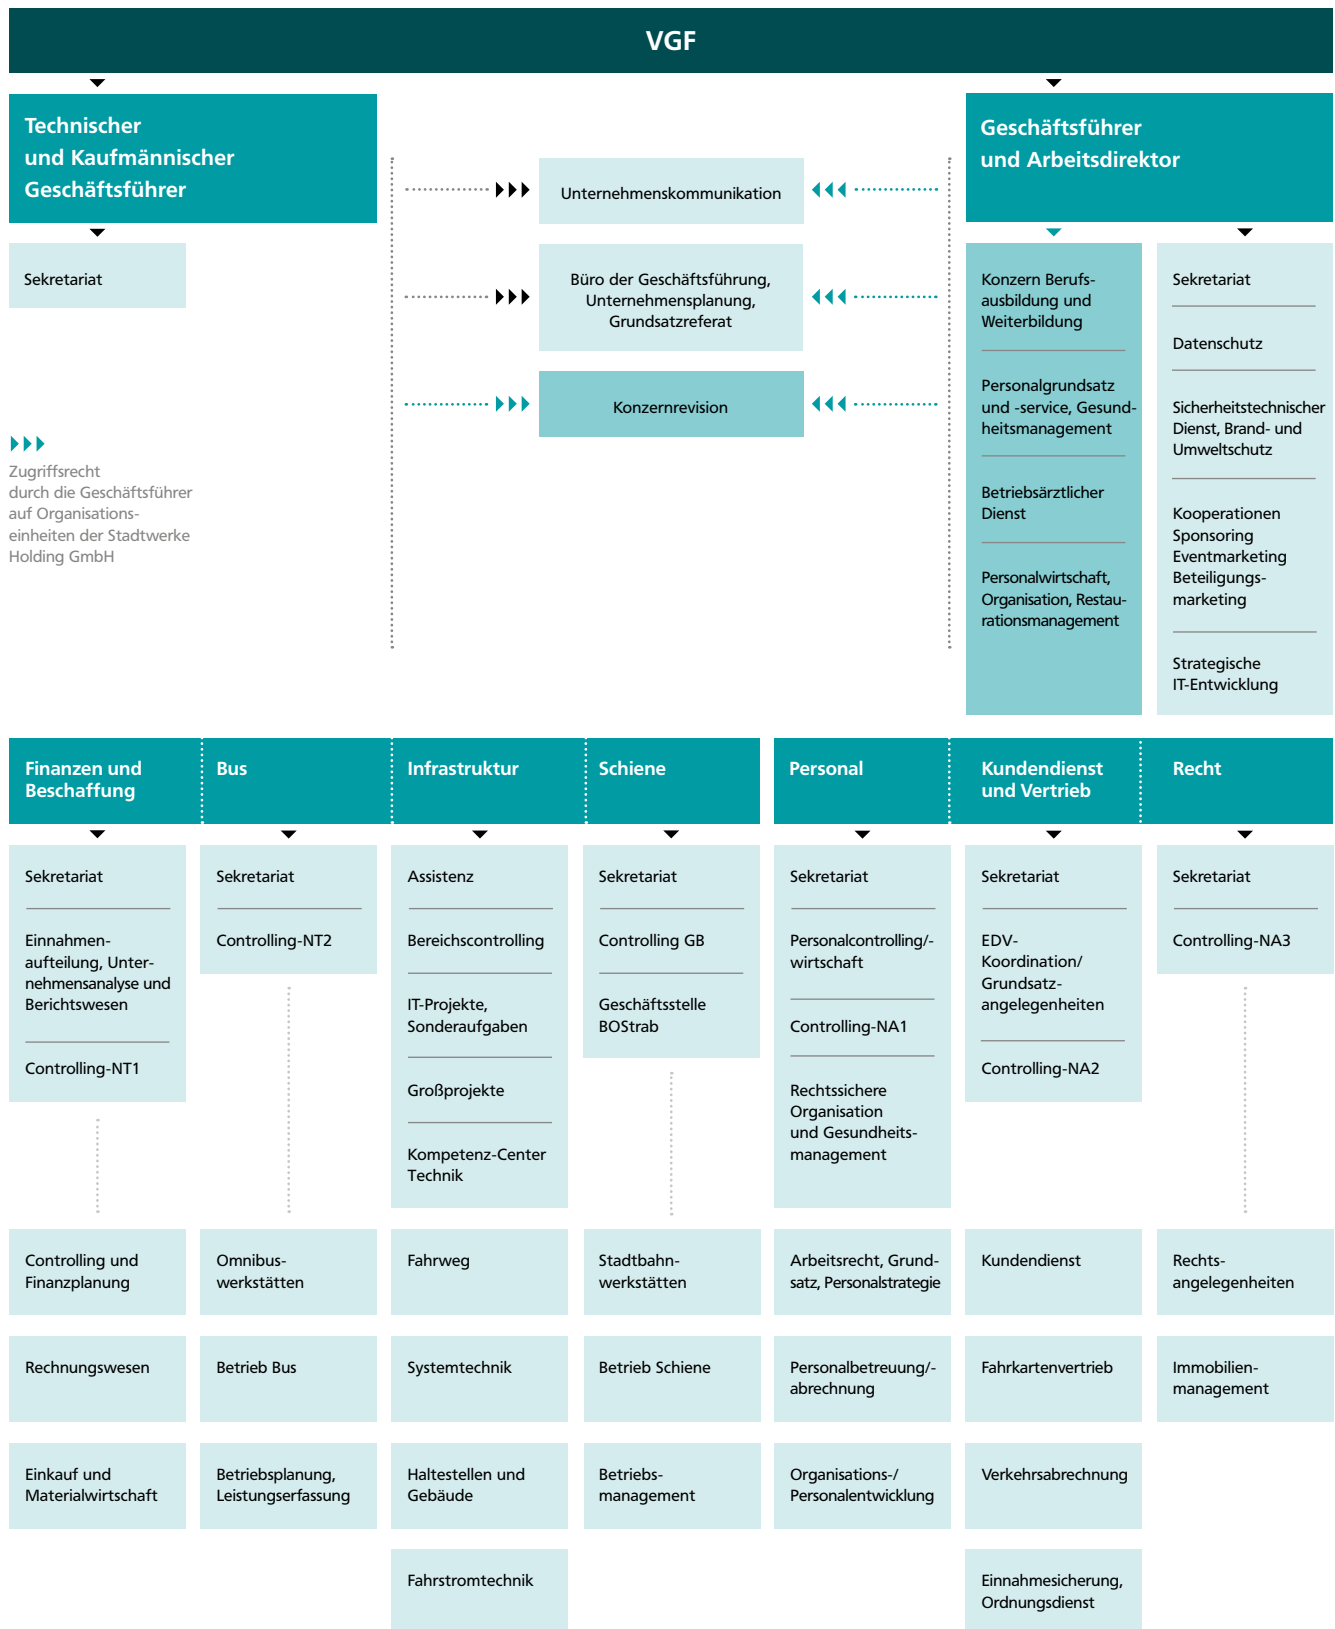 VGF
Technischer
und Kaufmännischer
Geschäftsführer
Sekretariat
Zugriffsrecht
durch die Geschäftsführer
auf Organisations-
einheiten der Stadtwerke
Holding GmbH
Unternehmenskommunikation
Büro der Geschäftsführung,
Unternehmensplanung,
Grundsatzreferat
Konzernrevision
Geschäftsführer
und Arbeitsdirektor
Konzern Berufs-
ausbildung und
Weiterbildung
Personalgrundsatz
und -service, Gesund-
heitsmanagement
Betriebsärztlicher
Dienst
Personalwirtschaft,
Organisation, Restau-
rationsmanagement
Sekretariat
Datenschutz
Sicherheitstechnischer
Dienst, Brand- und
Umweltschutz
Kooperationen
Sponsoring
Eventmarketing
Beteiligungs-
marketing
Strategische
IT-Entwicklung
Finanzen und
Beschaffung
Sekretariat
Einnahmen-
aufteilung, Unter-
nehmensanalyse und
Berichtswesen
Controlling-NT1
Controlling und
Finanzplanung
Rechnungswesen
Einkauf und
Materialwirtschaft
Bus
Sekretariat
Controlling-NT2
Omnibus-
werkstätten
Betrieb Bus
Betriebsplanung,
Leistungserfassung
Infrastruktur
Assistenz
Bereichscontrolling
IT-Projekte,
Sonderaufgaben
Großprojekte
Kompetenz-Center
Technik
Fahrweg
Systemtechnik
Haltestellen und
Gebäude
Fahrstromtechnik
Schiene
Sekretariat
Controlling GB
Geschäftsstelle
BOStrab
Stadtbahn-
werkstätten
Betrieb Schiene
Betriebs-
management
Personal
Sekretariat
Personalcontrolling/-
wirtschaft
Controlling-NA1
Rechtssichere
Organisation
und Gesundheits-
management
Arbeitsrecht, Grund-
satz, Personalstrategie
Personalbetreuung/-
abrechnung
Organisations-/
Personalentwicklung
Kundendienst
und Vertrieb
Sekretariat
EDV-
Koordination/
Grundsatz-
angelegenheiten
Controlling-NA2
Kundendienst
Fahrkartenvertrieb
Verkehrsabrechnung
Einnahmesicherung,
Ordnungsdienst
Recht
Sekretariat
Controlling-NA3
Rechts-
angelegenheiten
Immobilien-
management